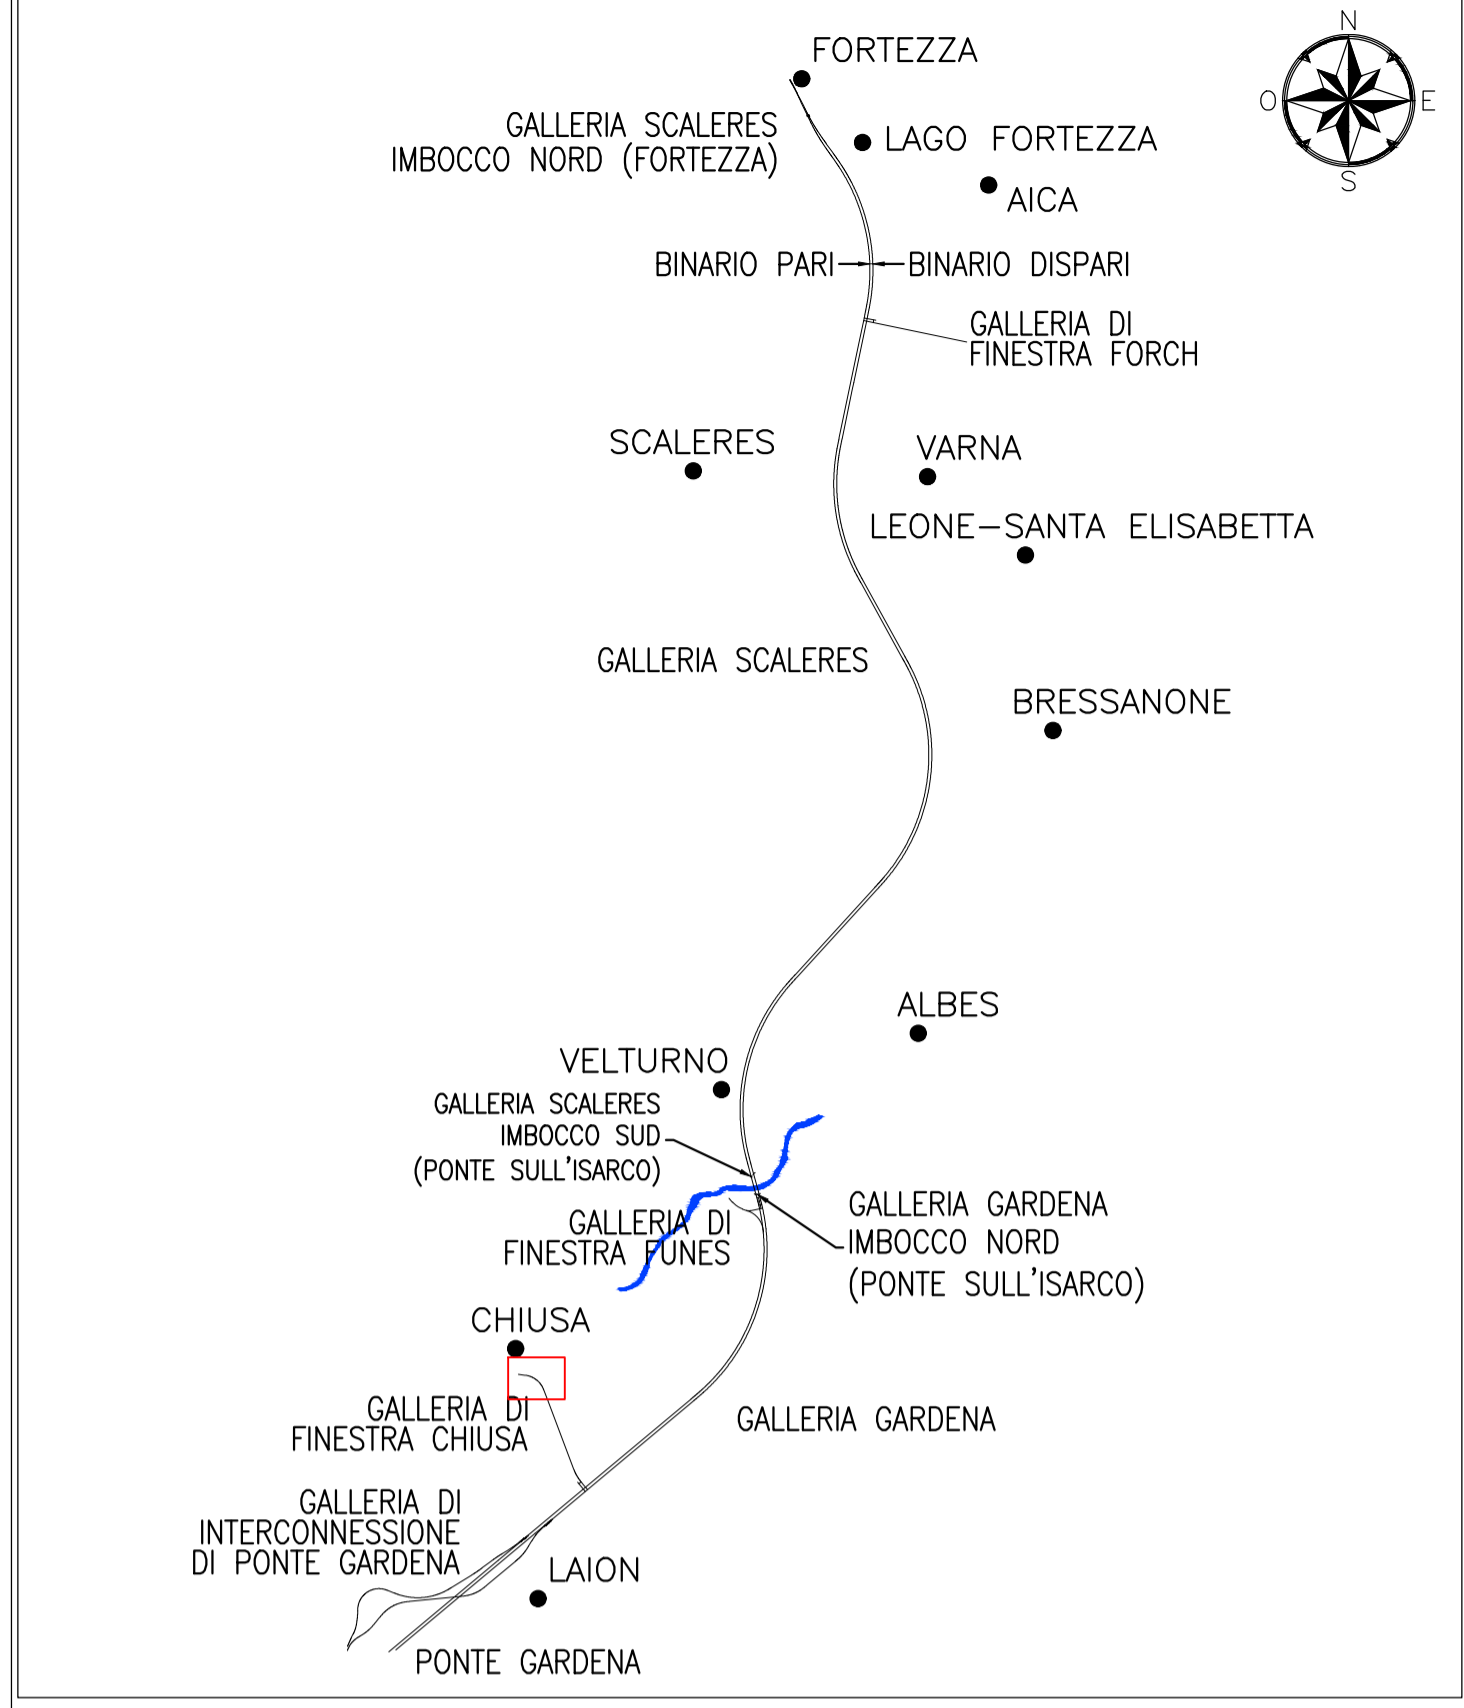 N
O
E
S
FORTEZZA
GALLERIA SCALERES
IMBOCCO NORD (FORTEZZA)
LAGO FORTEZZA
AICA
BINARIO PARI
BINARIO DISPARI
GALLERIA DI
FINESTRA FORCH
SCALERES
VARNA
LEONE-SANTA ELISABETTA
GALLERIA SCALERES
BRESSANONE
ALBES
VELTURNO
GALLERIA SCALERES
IMBOCCO SUD
(PONTE SULL'ISARCO)
GALLERIA DI
FINESTRA FUNES
GALLERIA GARDENA
IMBOCCO NORD
(PONTE SULL'ISARCO)
CHIUSA
GALLERIA DI
FINESTRA CHIUSA
GALLERIA GARDENA
GALLERIA DI
INTERCONNESSIONE
DI PONTE GARDENA
LAION
PONTE GARDENA